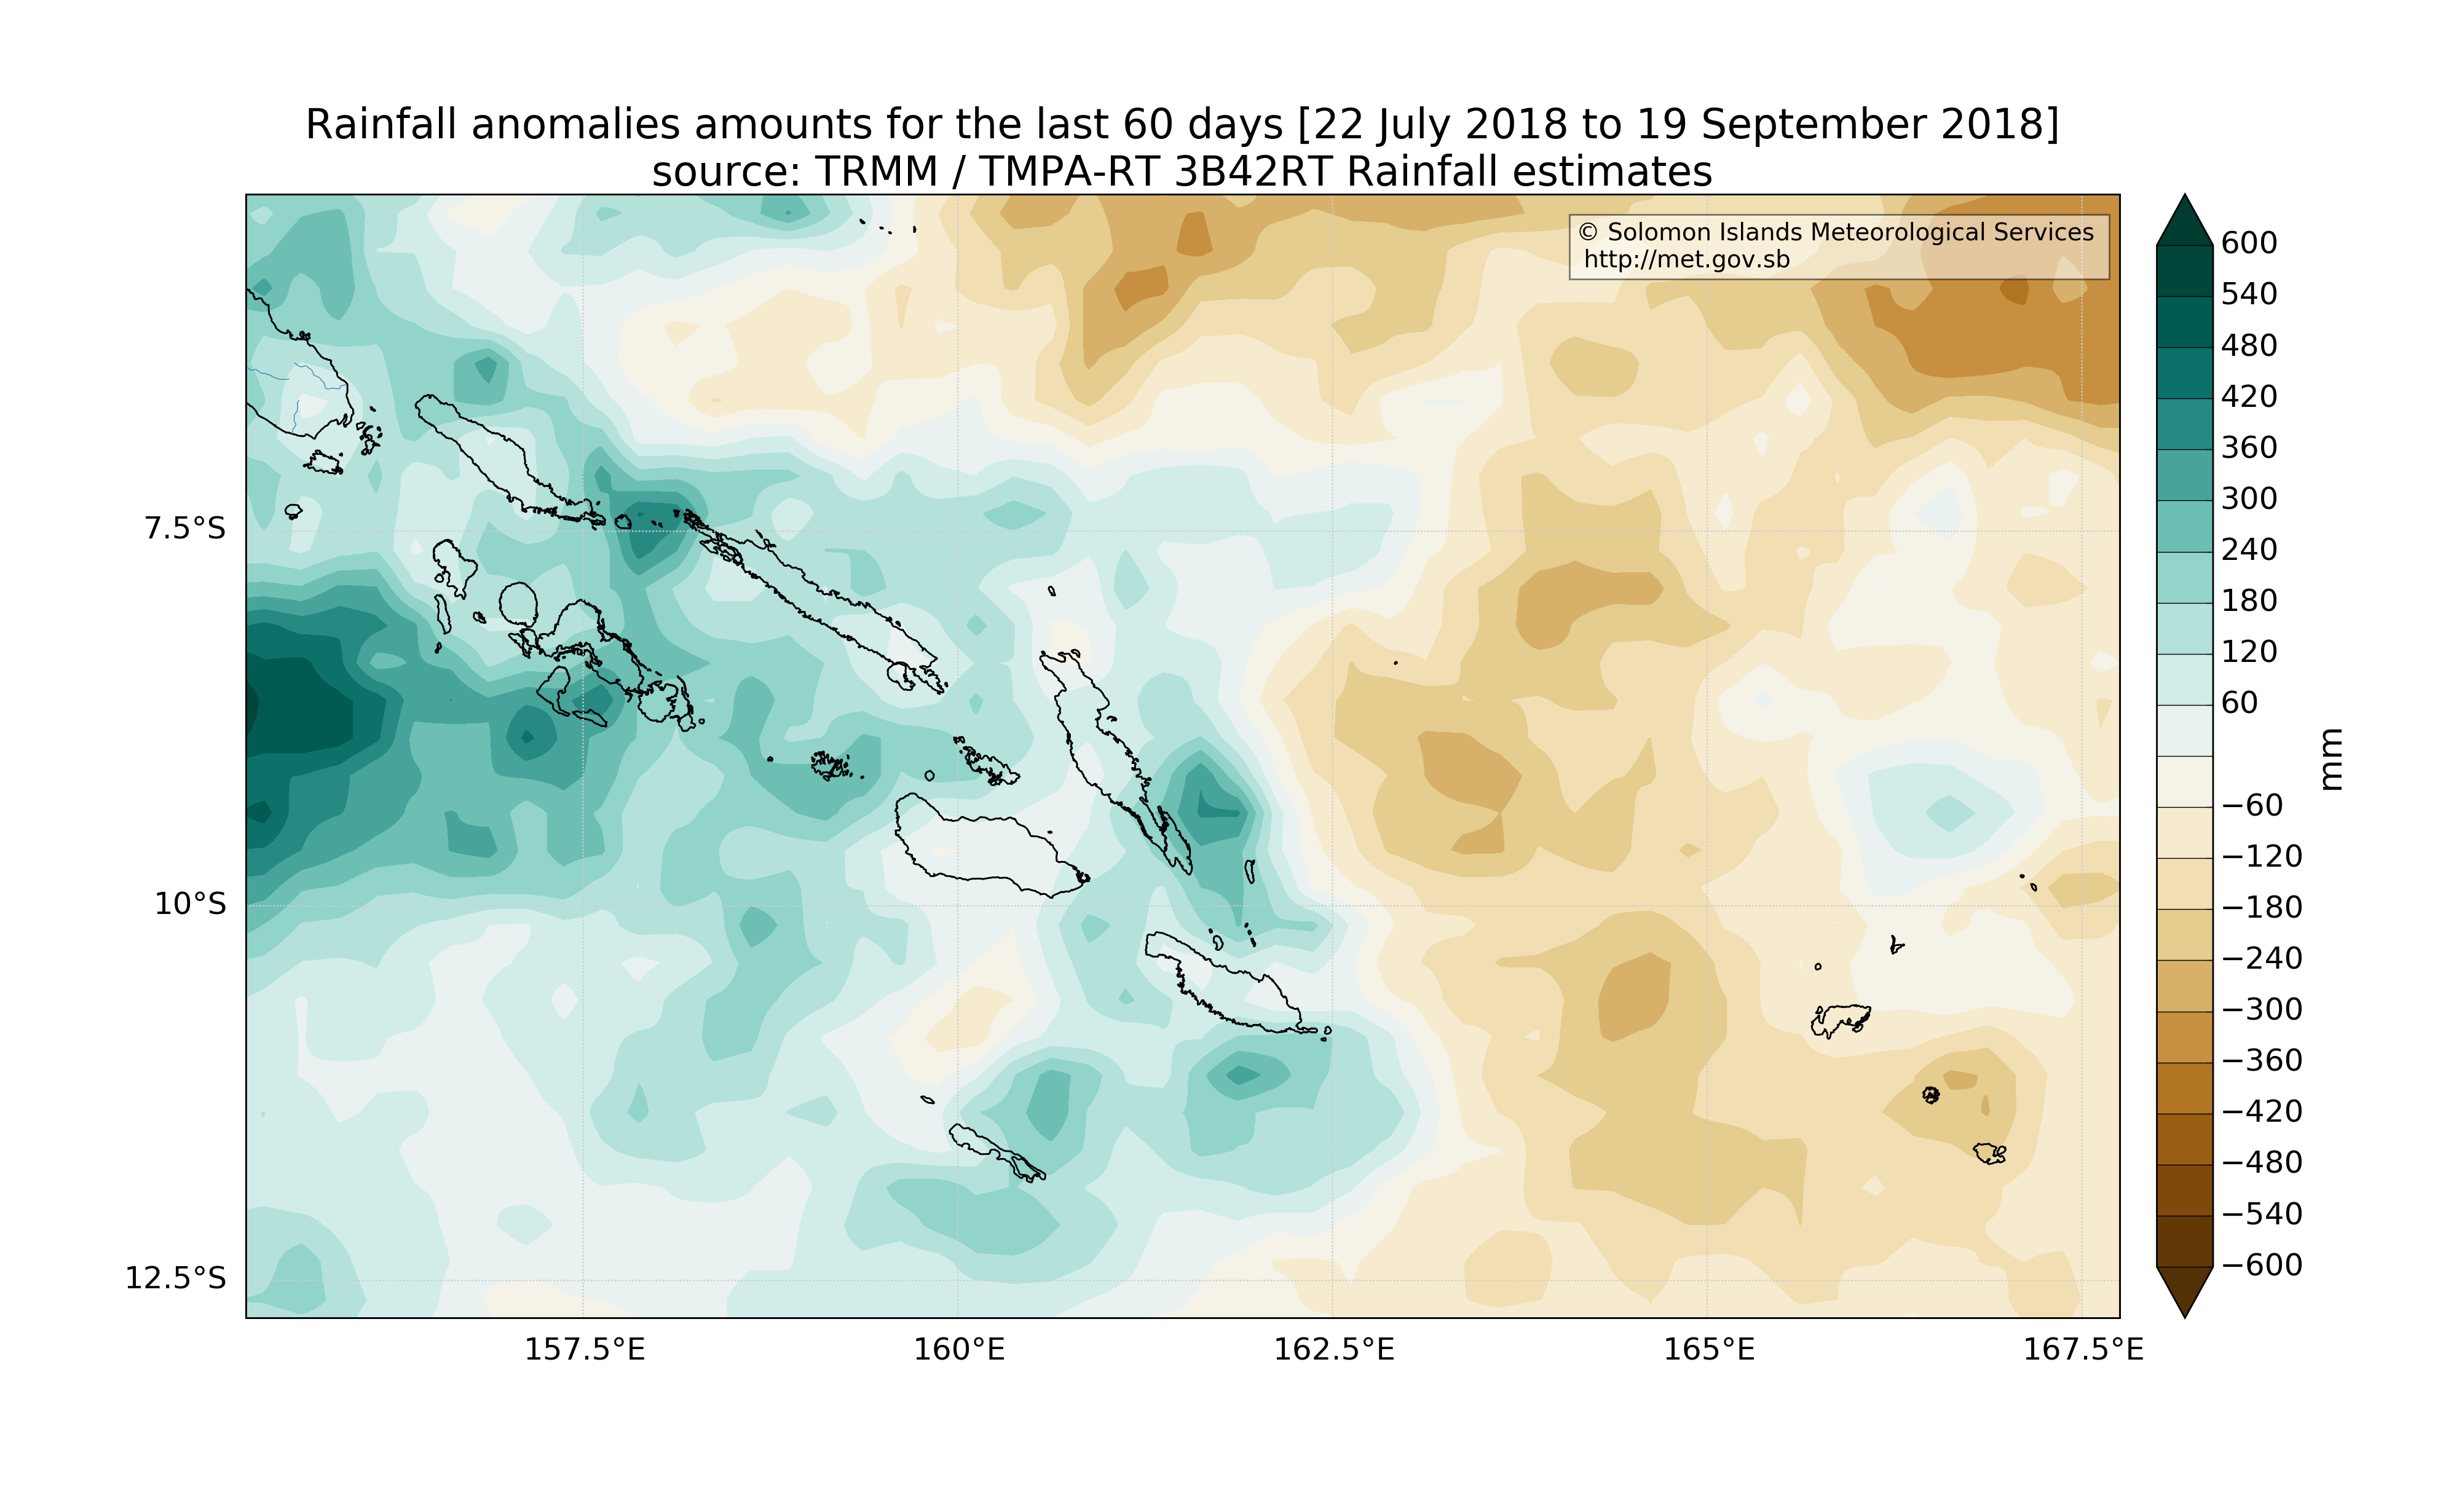 Rainfall anomalies amounts for the last 60 days [22 July 2018 to 19 September 2018]
source: TRMM / TMPA-RT 3B42RT Rainfall estimates
© Solomon Islands Meteorological Services
http://met.gov.sb
7.5°S
10°S
12.5°S
157.5°E
160°E
162.5°E
165°E
167.5°E
600
540
480
420
360
300
240
180
120
60
−60
−120
−180
−240
−300
−360
−420
−480
−540
−600
mm